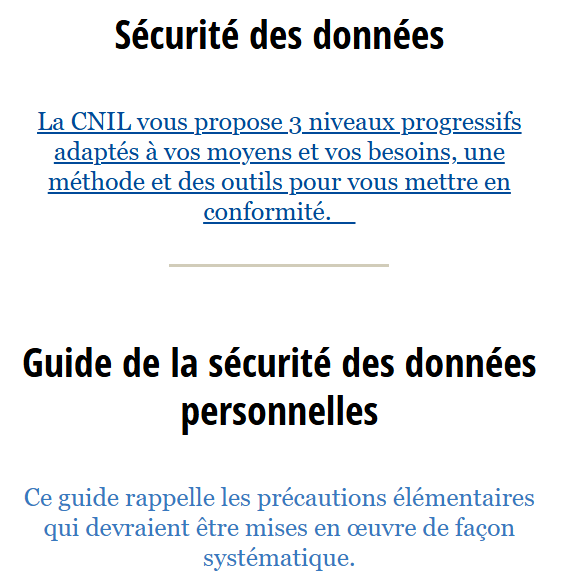 Sécurité des données
La CNIL vous propose 3 niveaux progressifs
adaptés à vos moyens et vos besoins, une
méthode et des outils pour vous mettre en
conformité.
Guide de la sécurité des données
personnelles
Ce guide rappelle les précautions élémentaires
qui devraient être mises en œuvre de façon
systématique.